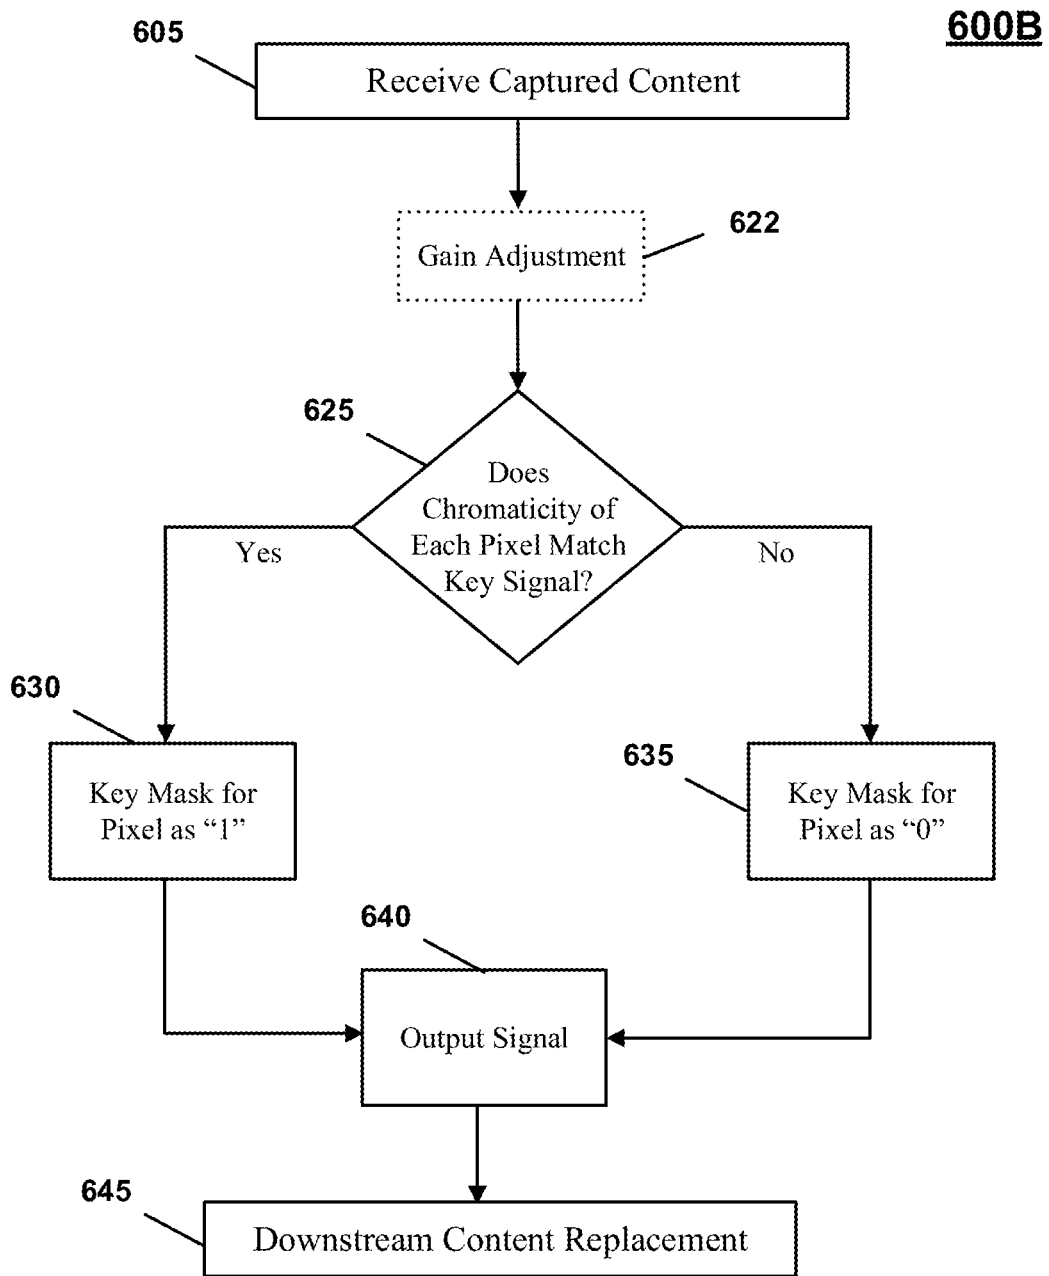 600B
605
Receive Captured Content
622
Gain Adjustment
625
Does
Chromaticity of
Each Pixel Match
Key Signal?
Yes
No
630
Key Mask for
Pixel as “1”
635
Key Mask for
Pixel as “0”
640
Output Signal
645
Downstream Content Replacement